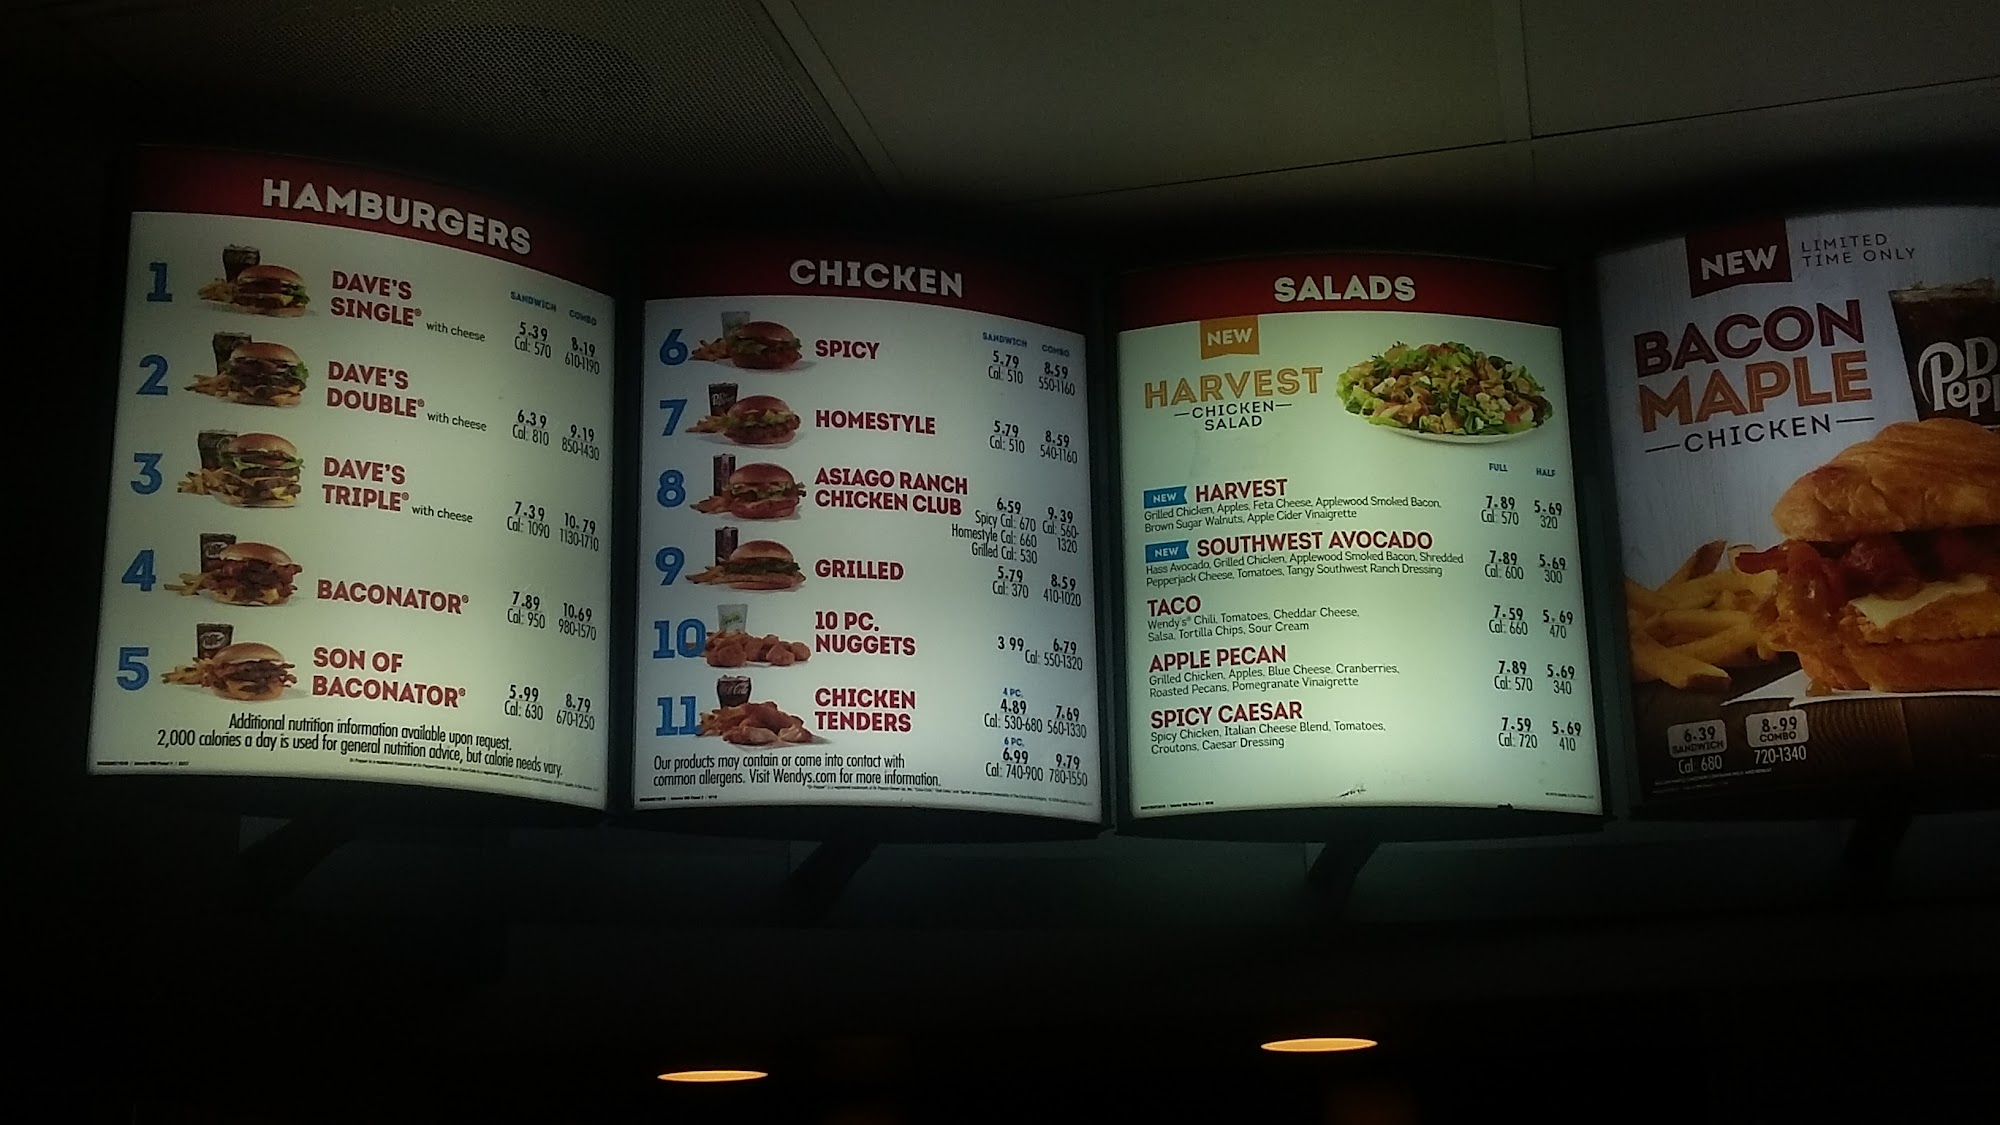 HAMBURGERS
SANDWICH COMBO
1 DAVE'S
SINGLE® with cheese
5.39 8.19
Cal: 570 610-1190
2 DAVE'S
DOUBLE® with cheese
6.39 9.19
Cal: 810 850-1430
3 DAVE'S
TRIPLE® with cheese
7.39 10.79
Cal: 1090 1130-1710
4 BACONATOR®
7.89 10.69
Cal: 950 980-1570
5 SON OF
BACONATOR®
5.99 8.79
Cal: 630 670-1250
Additional nutrition information available upon request.
2,000 calories a day is used for general nutrition advice, but calorie needs vary.
CHICKEN
SANDWICH COMBO
6 SPICY
5.79 8.59
Cal: 510 550-1160
7 HOMESTYLE
5.79 8.59
Cal: 510 540-1160
8 ASIAGO RANCH
CHICKEN CLUB
6.59 9.39
Spicy Cal: 670 Cal: 560-
Homestyle Cal: 660 1320
Grilled Cal: 530
9 GRILLED
5.79 8.59
Cal: 370 410-1020
10 10 PC.
NUGGETS
3 99 6.79
Cal: 550-1320
11 CHICKEN
TENDERS
4 PC.
4.89 7.69
Cal: 530-680 560-1330
6 PC.
6.99 9.79
Cal: 740-900 780-1550
Our products may contain or come into contact with
common allergens. Visit Wendys.com for more information.
SALADS
NEW
HARVEST
CHICKEN
SALAD
FULL HALF
NEW HARVEST
Grilled Chicken, Apples, Feta Cheese, Applewood Smoked Bacon,
Brown Sugar Walnuts, Apple Cider Vinaigrette
7.89 5.69
Cal: 570 320
NEW SOUTHWEST AVOCADO
Hass Avocado, Grilled Chicken, Applewood Smoked Bacon, Shredded
Pepperjack Cheese, Tomatoes, Tangy Southwest Ranch Dressing
7.89 5.69
Cal: 600 300
TACO
Wendy's® Chili, Tomatoes, Cheddar Cheese,
Salsa, Tortilla Chips, Sour Cream
7.59 5.69
Cal: 660 470
APPLE PECAN
Grilled Chicken, Apples, Blue Cheese, Cranberries,
Roasted Pecans, Pomegranate Vinaigrette
7.89 5.69
Cal: 570 340
SPICY CAESAR
Spicy Chicken, Italian Cheese Blend, Tomatoes,
Croutons, Caesar Dressing
7.59 5.69
Cal: 720 410
NEW LIMITED
TIME ONLY
BACON
MAPLE
CHICKEN
6.39 8.99
SANDWICH COMBO
Cal: 680 720-1340